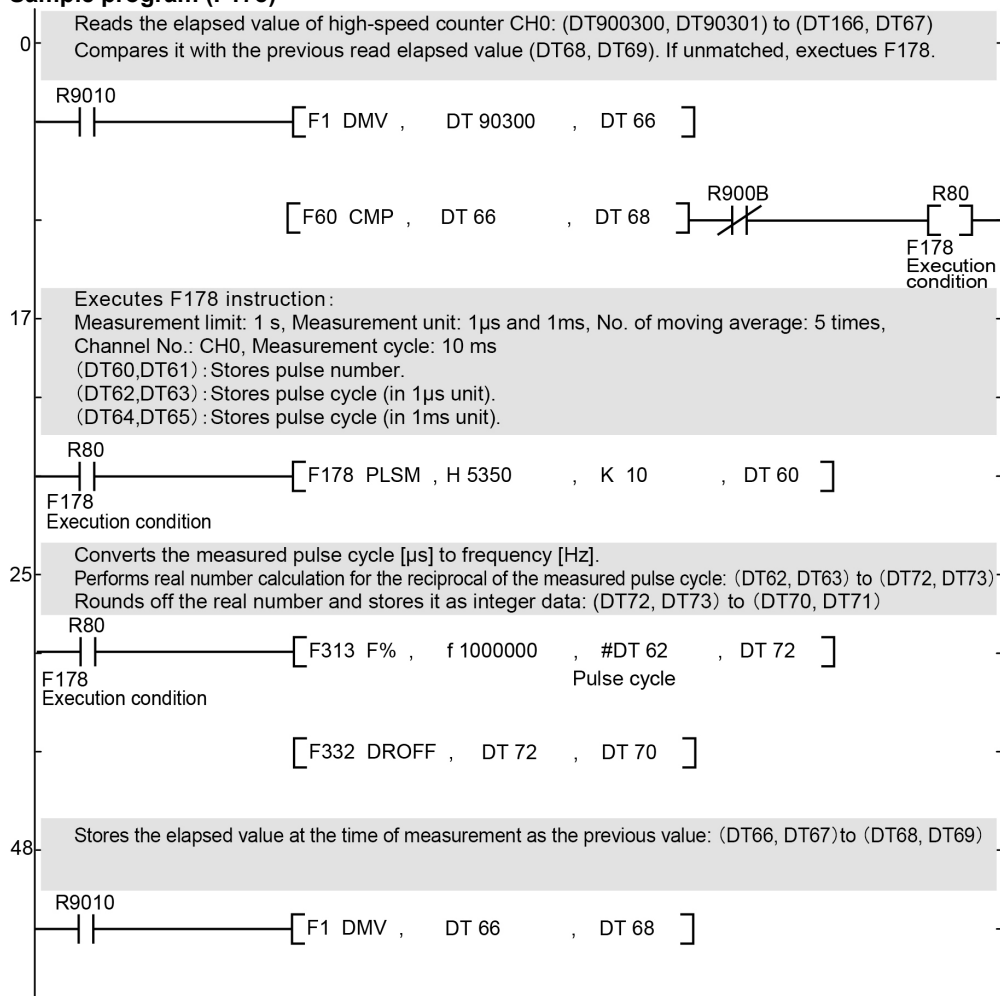 Reads the elapsed value of high-speed counter CH0: (DT900300, DT90301) to (DT166, DT67)
0
Compares it with the previous read elapsed value (DT68, DT69). If unmatched, exectues F178.
R9010
[F1 DMV , DT 90300 , DT 66 ]
R900B R80
[F60 CMP , DT 66 , DT 68 ] [ ]
F178
Execution
condition
Executes F178 instruction:
17
Measurement limit: 1 s, Measurement unit: 1µs and 1ms, No. of moving average: 5 times,
Channel No.: CH0, Measurement cycle: 10 ms
(DT60,DT61): Stores pulse number.
(DT62,DT63): Stores pulse cycle (in 1µs unit).
(DT64,DT65): Stores pulse cycle (in 1ms unit).
R80
[F178 PLSM , H 5350 , K 10 , DT 60 ]
F178
Execution condition
Converts the measured pulse cycle [µs] to frequency [Hz].
25
Performs real number calculation for the reciprocal of the measured pulse cycle: (DT62, DT63) to (DT72, DT73)
Rounds off the real number and stores it as integer data: (DT72, DT73) to (DT70, DT71)
R80
[F313 F% , f 1000000 , #DT 62 , DT 72 ]
F178 Pulse cycle
Execution condition
[F332 DROFF , DT 72 , DT 70 ]
Stores the elapsed value at the time of measurement as the previous value: (DT66, DT67)to (DT68, DT69)
48
R9010
[F1 DMV , DT 66 , DT 68 ]